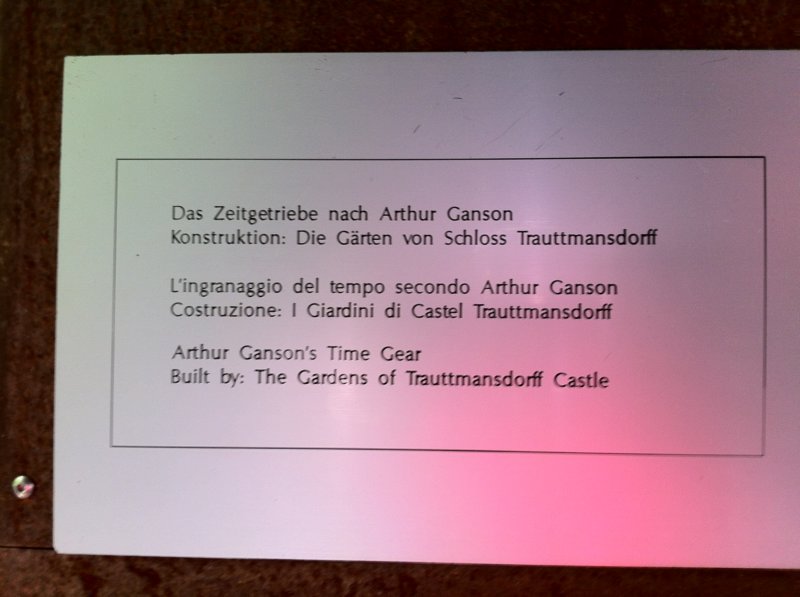 Das Zeitgetriebe nach Arthur Ganson
Konstruktion: Die Gärten von Schloss Trauttmansdorff
L'ingranaggio del tempo secondo Arthur Ganson
Costruzione: I Giardini di Castel Trauttmansdorff
Arthur Ganson's Time Gear
Built by: The Gardens of Trauttmansdorff Castle